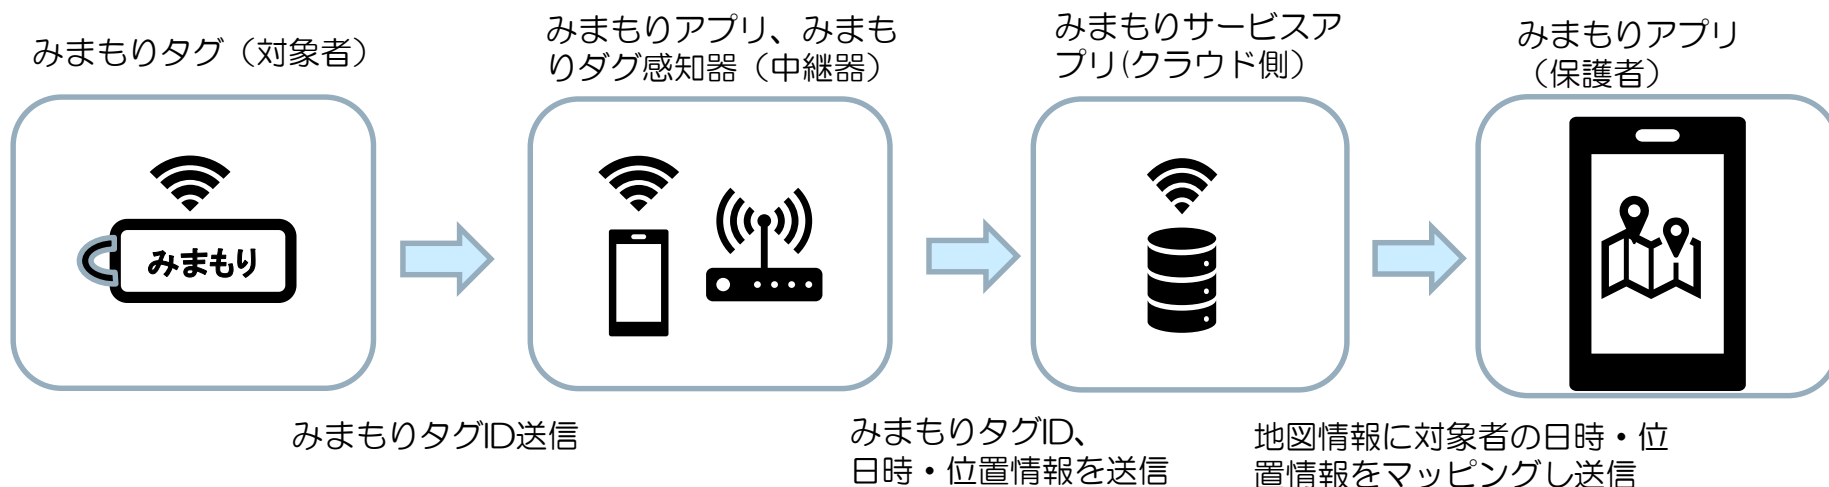 みまもりタグ（対象者）
みまもりアプリ、みまも
りダグ感知器（中継器）
みまもりサービスア
プリ(クラウド側）
みまもりアプリ
（保護者）
みまもり
みまもりタグID送信
みまもりタグID、
日時・位置情報を送信
地図情報に対象者の日時・位
置情報をマッピングし送信